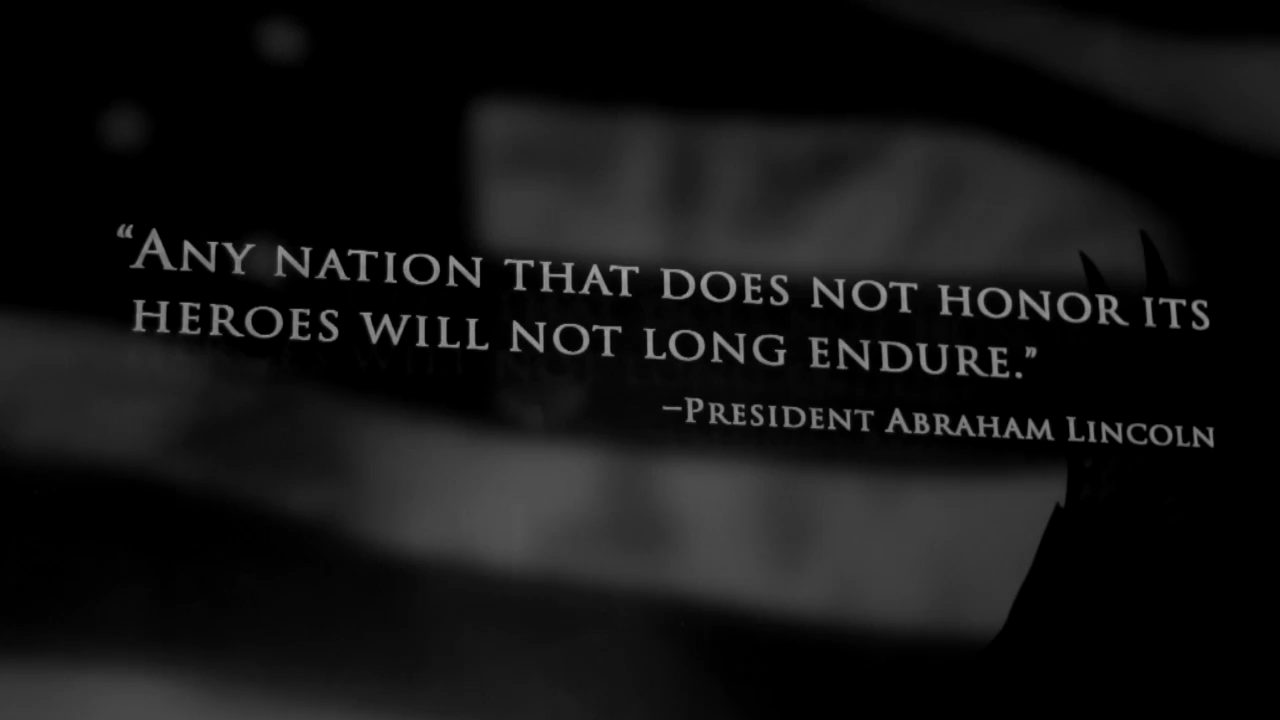 “Any nation that does not honor its
heroes will not long endure.”
–President Abraham Lincoln